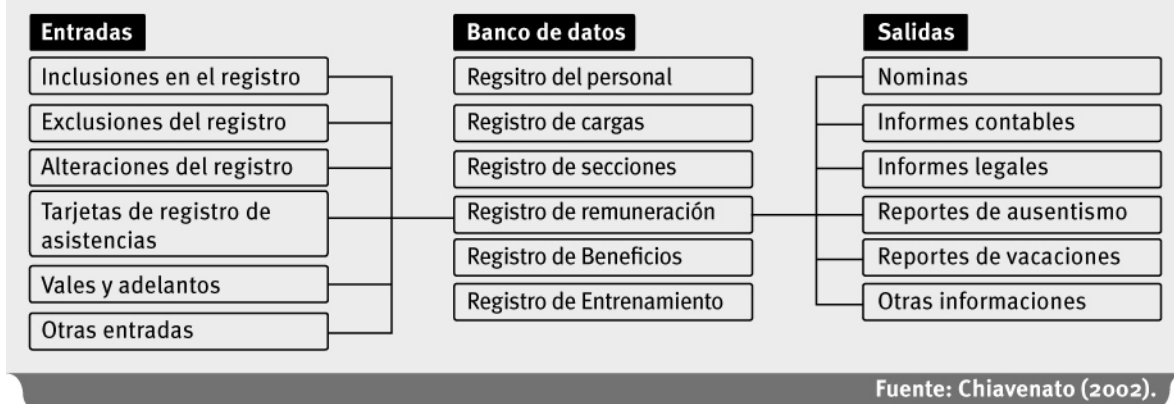 Entradas
Inclusiones en el registro
Exclusiones del registro
Alteraciones del registro
Tarjetas de registro de
asistencias
Vales y adelantos
Otras entradas
Banco de datos
Regsitro del personal
Registro de cargas
Registro de secciones
Registro de remuneración
Registro de Beneficios
Registro de Entrenamiento
Salidas
Nominas
Informes contables
Informes legales
Reportes de ausentismo
Reportes de vacaciones
Otras informaciones
Fuente: Chiavenato (2002).